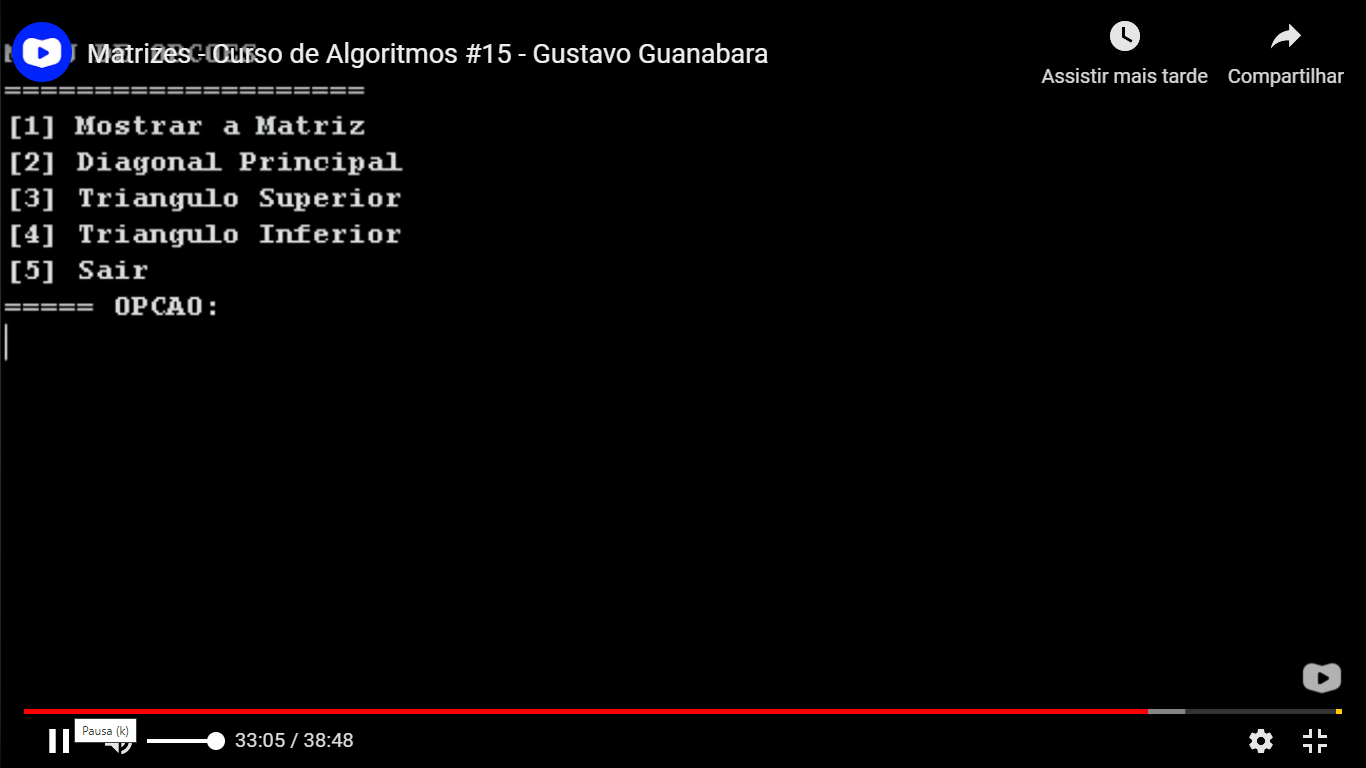 Matrizes - Curso de Algoritmos #15 - Gustavo Guanabara
Assistir mais tarde
Compartilhar
====================
[1] Mostrar a Matriz
[2] Diagonal Principal
[3] Triangulo Superior
[4] Triangulo Inferior
[5] Sair
===== OPCAO:
Pausa (k)
33:05 / 38:48